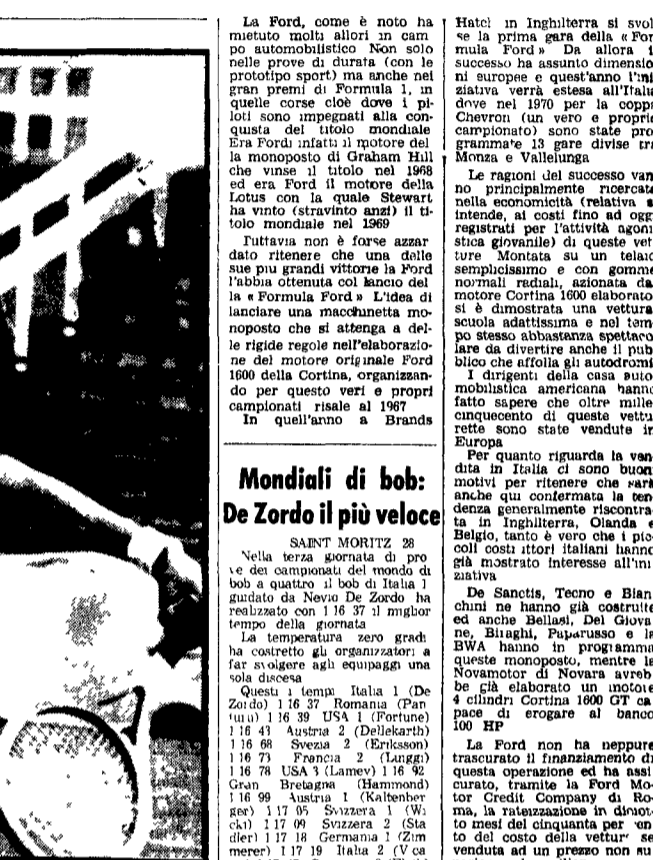 La Ford, come è noto ha
mietuto molti allori in cam
po automobilistico Non solo
nelle prove di durata (con le
prototipo sport) ma anche nei
gran premi di Formula 1, in
quelle corse cioè dove i pi-
loti sono impegnati alla con-
quista del titolo mondiale
Era Fordi infatti il motore del
la monoposto di Graham Hill
che vinse il titolo nel 1968
ed era Ford il motore della
Lotus con la quale Stewart
ha vinto (stravinto anzi) il ti-
tolo mondiale nel 1969
Tuttavia non è forse azzar
dato ritenere che una delle
sue piu grandi vittorie la Ford
l'abbia ottenuta col lancio del
la « Formula Ford » L'idea di
lanciare una macchinetta mo-
noposto che si attenga a del-
le rigide regole nell'elaborazio-
ne del motore originale Ford
1600 della Cortina, organizzan-
do per questo veri e propri
campionati risale al 1967
In quell'anno a Brands
Mondiali di bob:
De Zordo il più veloce
SAINT MORITZ 28
Nella terza giornata di pro
ve dei campionati del mondo di
bob a quattro il bob di Italia 1
guidato da Nevio De Zordo ha
realizzato con 1 16 37 il miglior
tempo della giornata
La temperatura zero gradi
ha costretto gli organizzatori a
far svolgere agli equipaggi una
sola discesa
Questi i tempi Italia 1 (De
Zordo) 1 16 37 Romania (Pan
turu) 1 16 39 USA 1 (Fortune)
1 16 43 Austria 2 (Dellekarth)
1 16 68 Svezia 2 (Eriksson)
1 16 73 Francia 2 (Luiggi)
1 16 78 USA 3 (Lamey) 1 16 92
Gran Bretagna (Hammond)
1 16 99 Austria 1 (Kaltenber
ger) 1 17 05 Svizzera 1 (Wi
cki) 1 17 09 Svizzera 2 (Sta
dler) 1 17 18 Germania 1 (Zim
merer) 1 17 19 Italia 2
Hatch in Inghilterra si svol
se la prima gara della « For
mula Ford » Da allora i
successo ha assunto dimensio
ni europee e quest'anno l'ini
ziativa verrà estesa all'Italia
dove nel 1970 per la coppa
Chevron (un vero e proprio
campionato) sono state pro
grammate 13 gare divise tra
Monza e Vallelunga
Le ragioni del successo van
no principalmente ricercate
nella economicità (relativa s
intende, ai costi fino ad ogg
registrati per l'attività agoni
stica giovanile) di queste vet
ture Montata su un telaio
semplicissimo e con gomme
normali radiali, azionata da
motore Cortina 1600 elaborato
si è dimostrata una vettura
scuola adattissima e nel tem
po stesso abbastanza spettaco
lare da divertire anche il pub
blico che affolla gli autodromi
I dirigenti della casa auto
mobilistica americana hanno
fatto sapere che oltre mille
cinquecento di queste vettu
rette sono state vendute in
Europa
Per quanto riguarda la ven
dita in Italia ci sono buoni
motivi per ritenere che sarà
anche qui confermata la ten
denza generalmente riscontra
ta in Inghilterra, Olanda e
Belgio, tanto è vero che i pic
coli costruttori italiani hanno
già mostrato interesse all'ini
ziativa
De Sanctis, Tecno e Bian
chini ne hanno già costruite
ed anche Bellasi, Del Giova
ne, Biraghi, Paparusso e la
BWA hanno in programma
queste monoposto, mentre la
Novamotor di Novara avreb
be già elaborato un motore
4 cilindri Cortina 1600 GT ca
pace di erogare al banco
100 HP
La Ford non ha neppure
trascurato il finanziamento di
questa operazione ed ha assi
curato, tramite la Ford Mo-
tor Credit Company di Ro-
ma, la rateizzazione in diciot
to mesi del cinquanta per cen
to del costo della vettura se
venduta ad un prezzo non su